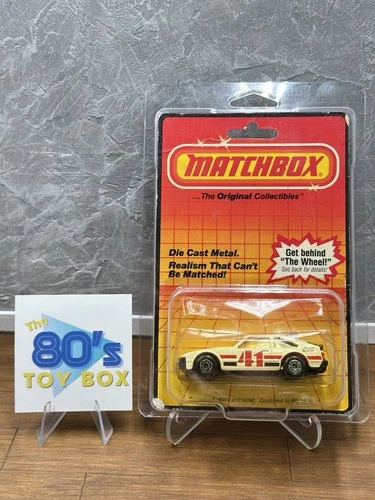 MATCHBOX
...The Original Collectibles™
Die Cast Metal.
Realism That Can't
Be Matched!
Get behind
"The Wheel!"
See back for details!
41
The
80's
TOY BOX